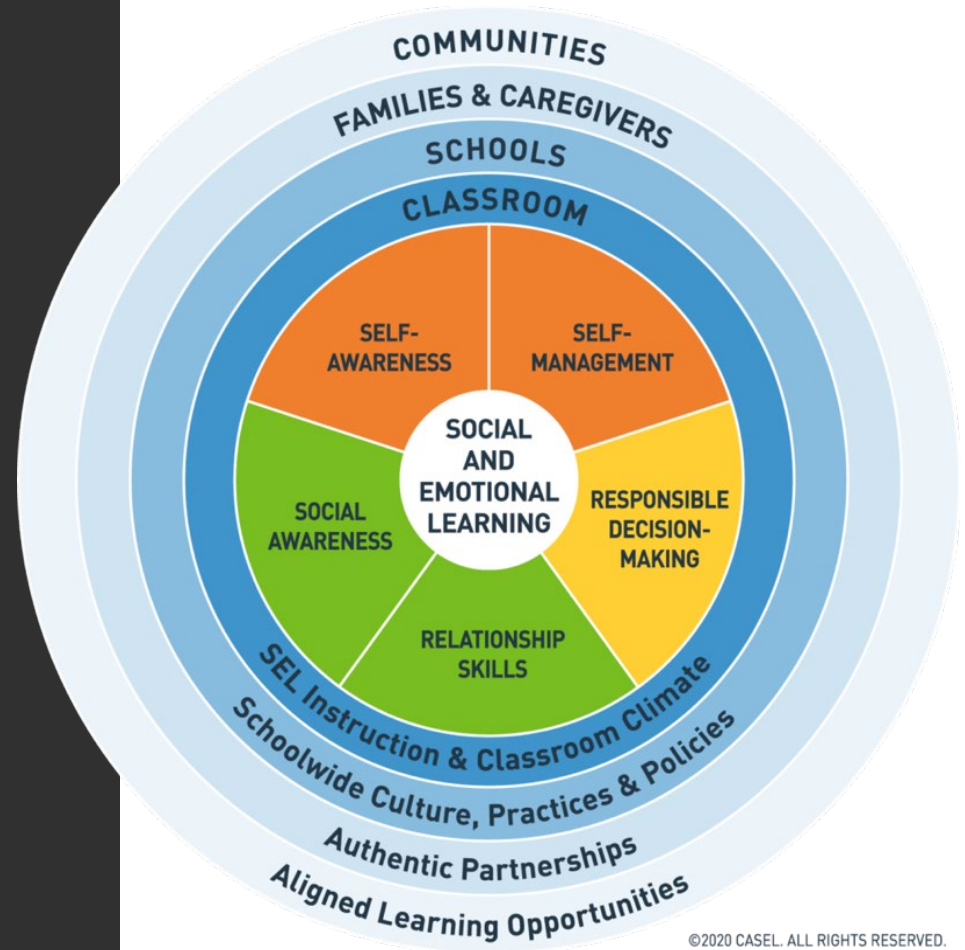 COMMUNITIES
FAMILIES & CAREGIVERS
SCHOOLS
CLASSROOM
SELF-
AWARENESS
SELF-
MANAGEMENT
SOCIAL
AND
EMOTIONAL
LEARNING
SOCIAL
AWARENESS
RESPONSIBLE
DECISION-
MAKING
RELATIONSHIP
SKILLS
SEL Instruction & Classroom Climate
Schoolwide Culture, Practices & Policies
Authentic Partnerships
Aligned Learning Opportunities
©2020 CASEL. ALL RIGHTS RESERVED.